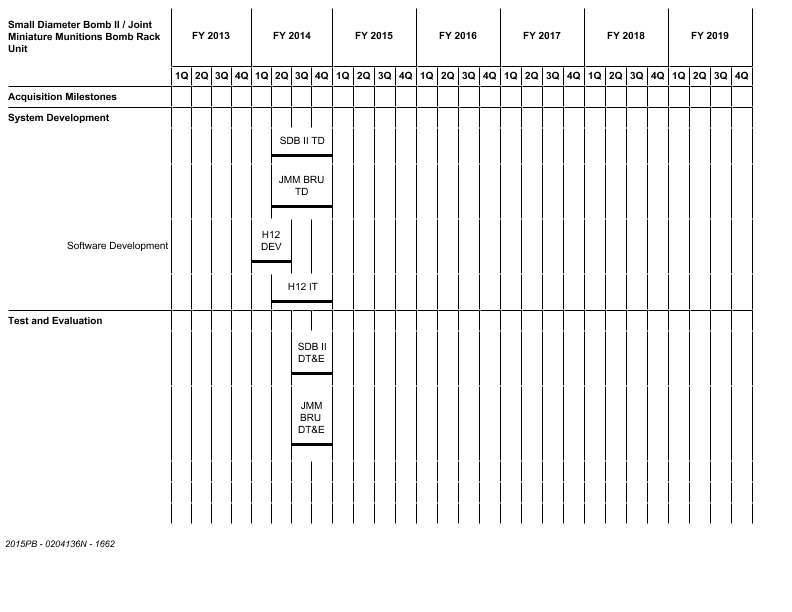 Small Diameter Bomb II / Joint
Miniature Munitions Bomb Rack
Unit
FY 2013 FY 2014 FY 2015 FY 2016 FY 2017 FY 2018 FY 2019
1Q 2Q 3Q 4Q 1Q 2Q 3Q 4Q 1Q 2Q 3Q 4Q 1Q 2Q 3Q 4Q 1Q 2Q 3Q 4Q 1Q 2Q 3Q 4Q 1Q 2Q 3Q 4Q
Acquisition Milestones
System Development
SDB II TD
JMM BRU
TD
Software Development
H12
DEV
H12 IT
Test and Evaluation
SDB II
DT&E
JMM
BRU
DT&E
2015PB - 0204136N - 1662